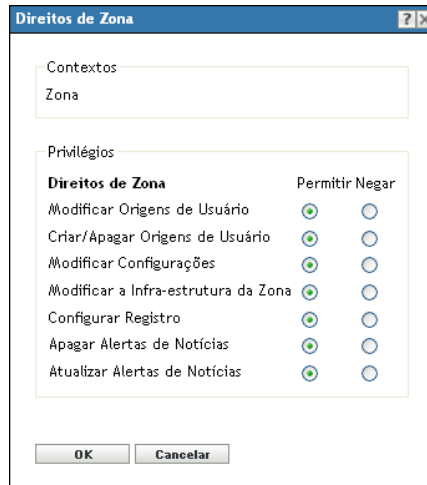 Direitos de Zona
Contextos
Zona
Privilégios
Direitos de Zona Permitir Negar
Modificar Origens de Usuário
Criar/Apagar Origens de Usuário
Modificar Configurações
Modificar a Infra-estrutura da Zona
Configurar Registro
Apagar Alertas de Notícias
Atualizar Alertas de Notícias
OK Cancelar